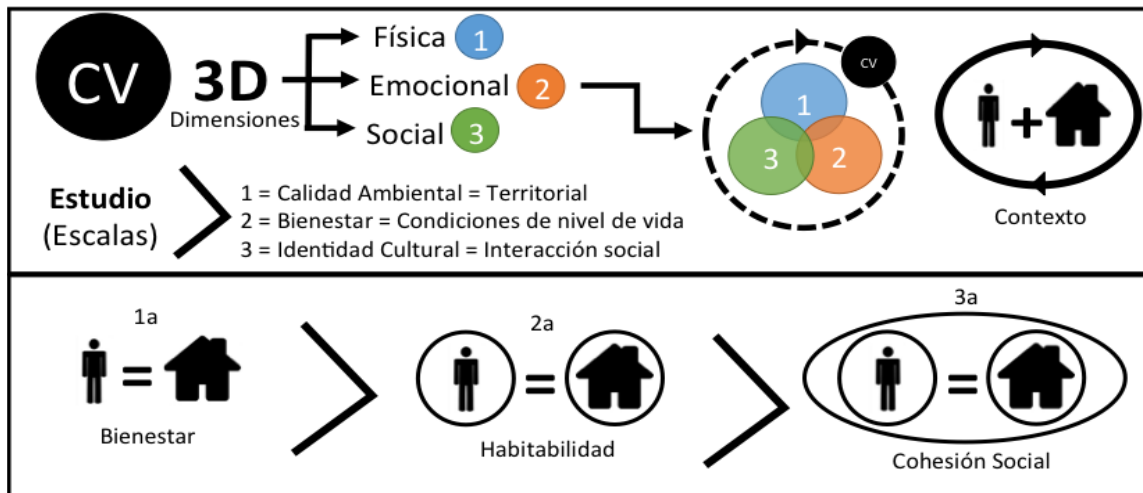 CV
3D
Dimensiones
Física 1
Emocional 2
Social 3
CV
1
3 2
+
Contexto
Estudio
(Escalas)
1 = Calidad Ambiental = Territorial
2 = Bienestar = Condiciones de nivel de vida
3 = Identidad Cultural = Interacción social
1a
=
Bienestar
2a
=
Habitabilidad
3a
=
Cohesión Social